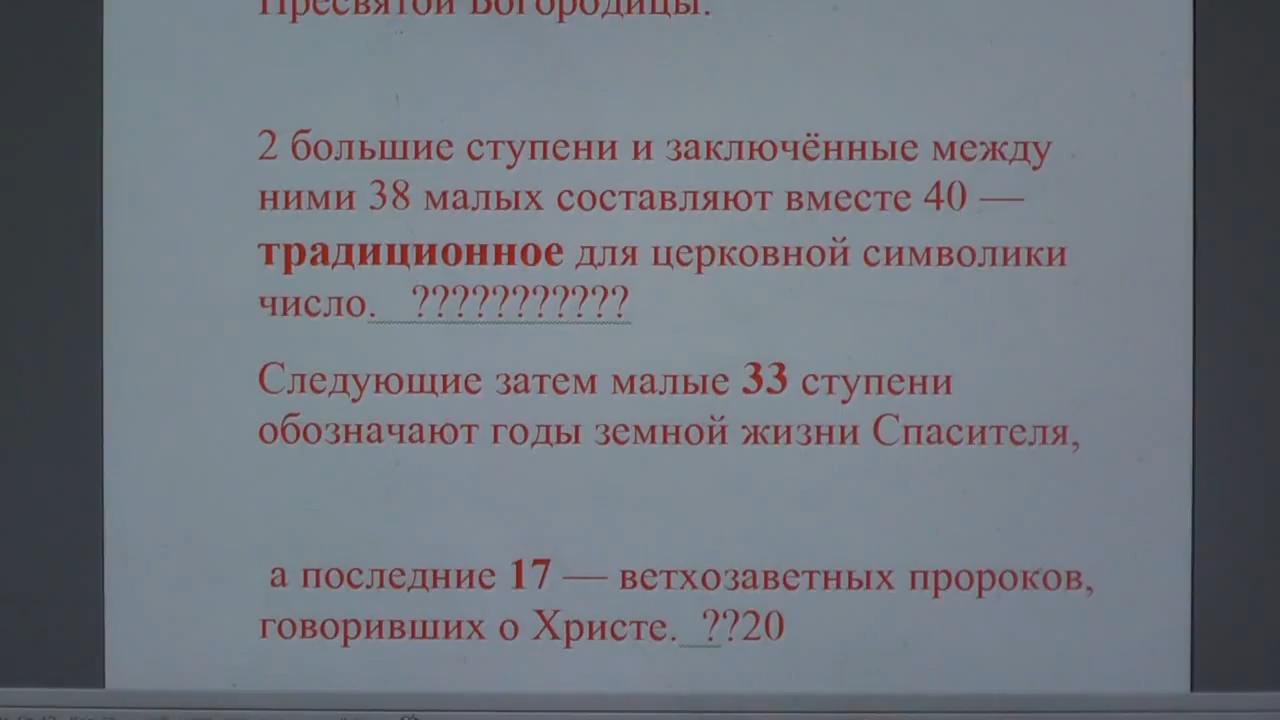 Пресвятой Богородицы.
2 большие ступени и заключённые между
ними 38 малых составляют вместе 40 —
традиционное для церковной символики
число. ???????????
Следующие затем малые 33 ступени
обозначают годы земной жизни Спасителя,
а последние 17 — ветхозаветных пророков,
говоривших о Христе. ??20